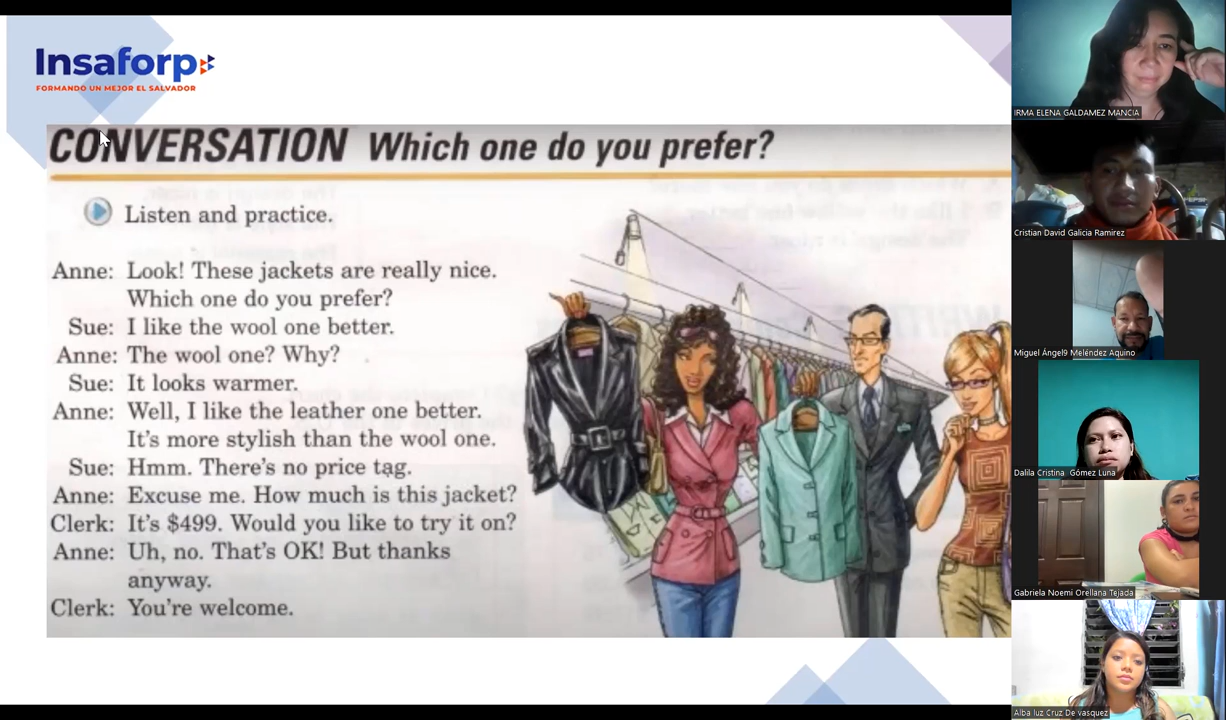 Insaforp
FORMANDO UN MEJOR EL SALVADOR
CONVERSATION Which one do you prefer?
Listen and practice.
Anne: Look! These jackets are really nice.
Which one do you prefer?
Sue: I like the wool one better.
Anne: The wool one? Why?
Sue: It looks warmer.
Anne: Well, I like the leather one better.
It's more stylish than the wool one.
Sue: Hmm. There's no price tag.
Anne: Excuse me. How much is this jacket?
Clerk: It's $499. Would you like to try it on?
Anne: Uh, no. That's OK! But thanks
anyway.
Clerk: You're welcome.
IRMA ELENA GALDAMEZ MANCIA
Cristian David Galicia Ramirez
Miguel Ángel9 Meléndez Aquino
Dalila Cristina Gómez Luna
Gabriela Noemi Orellana Tejada
Alba luz Cruz De vasquez